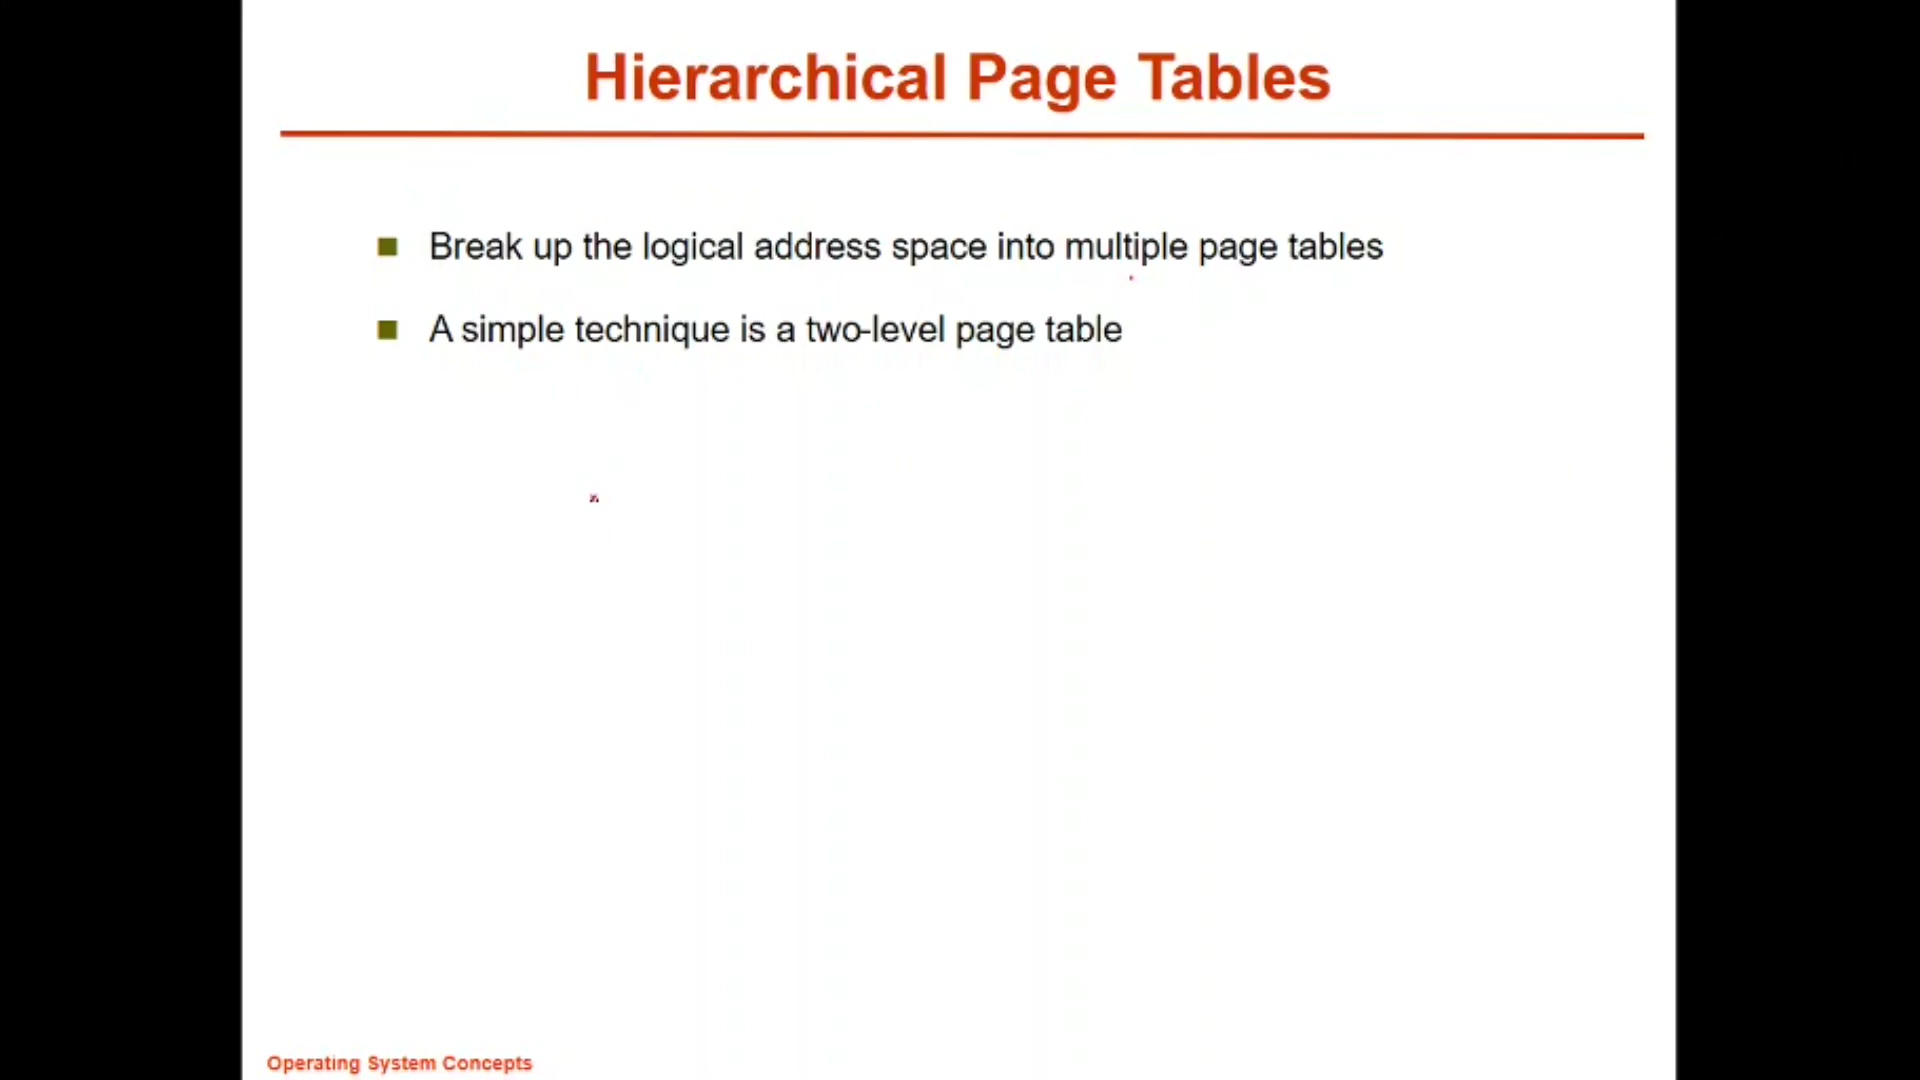 Hierarchical Page Tables
Break up the logical address space into multiple page tables
A simple technique is a two-level page table
Operating System Concepts